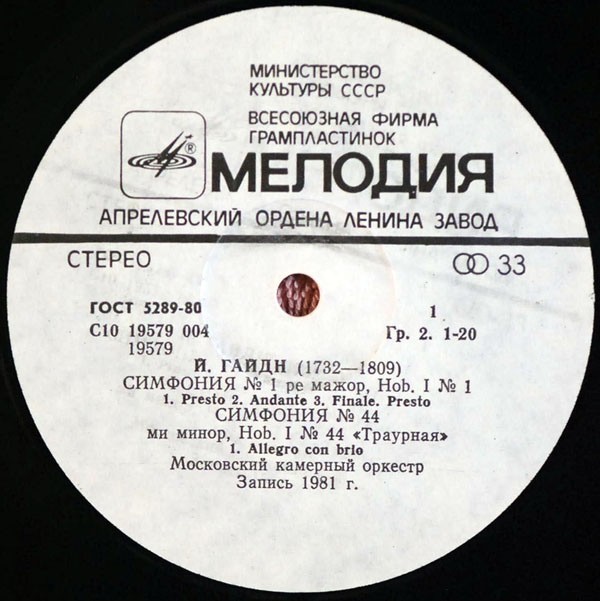 МИНИСТЕРСТВО
КУЛЬТУРЫ СССР
ВСЕСОЮЗНАЯ ФИРМА
ГРАМПЛАСТИНОК
®
МЕЛОДИЯ
АПРЕЛЕВСКИЙ ОРДЕНА ЛЕНИНА ЗАВОД
СТЕРЕО 33
ГОСТ 5289-80 1
С10 19579 004 Гр. 2. 1-20
19579
Й. ГАЙДН (1732—1809)
СИМФОНИЯ № 1 ре мажор, Hob. I № 1
1. Presto 2. Andante 3. Finale. Presto
СИМФОНИЯ № 44
ми минор, Hob. I № 44 «Траурная»
1. Allegro con brio
Московский камерный оркестр
Запись 1981 г.